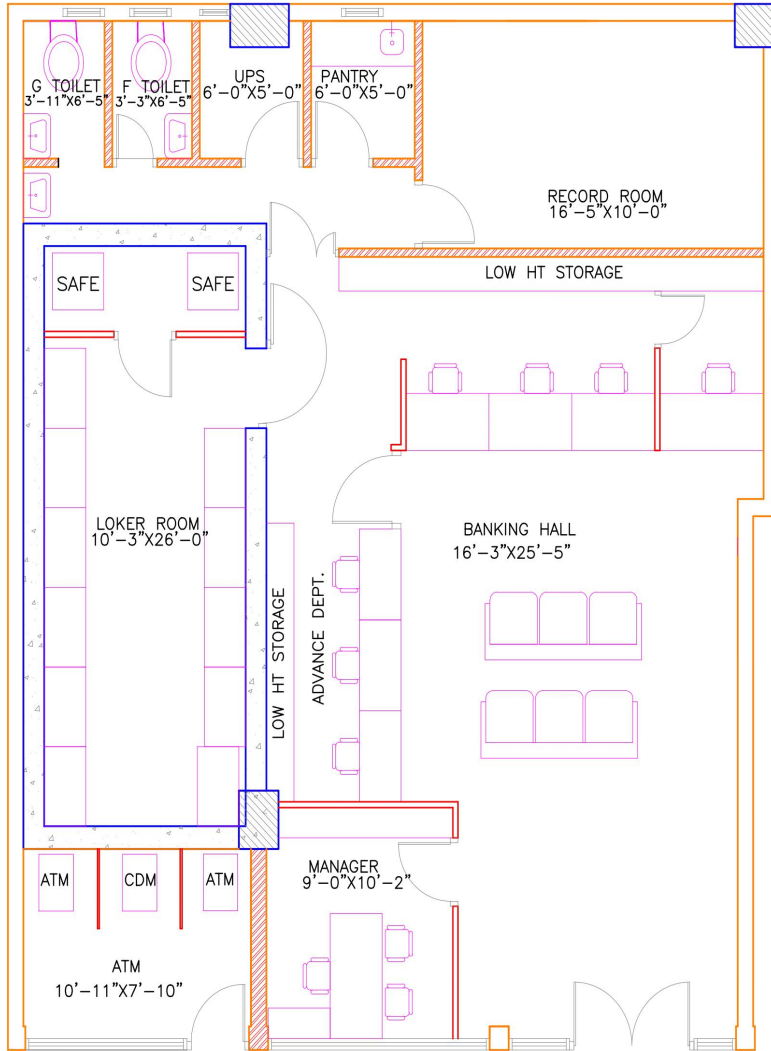 G TOILET
3'-11"X6'-5"
F TOILET
3'-3"X6'-5"
UPS
6'-0"X5'-0"
PANTRY
6'-0"X5'-0"
RECORD ROOM
16'-5"X10'-0"
LOW HT STORAGE
SAFE
SAFE
LOKER ROOM
10'-3"X26'-0"
BANKING HALL
16'-3"X25'-5"
LOW HT STORAGE
ADVANCE DEPT.
MANAGER
9'-0"X10'-2"
ATM
CDM
ATM
ATM
10'-11"X7'-10"